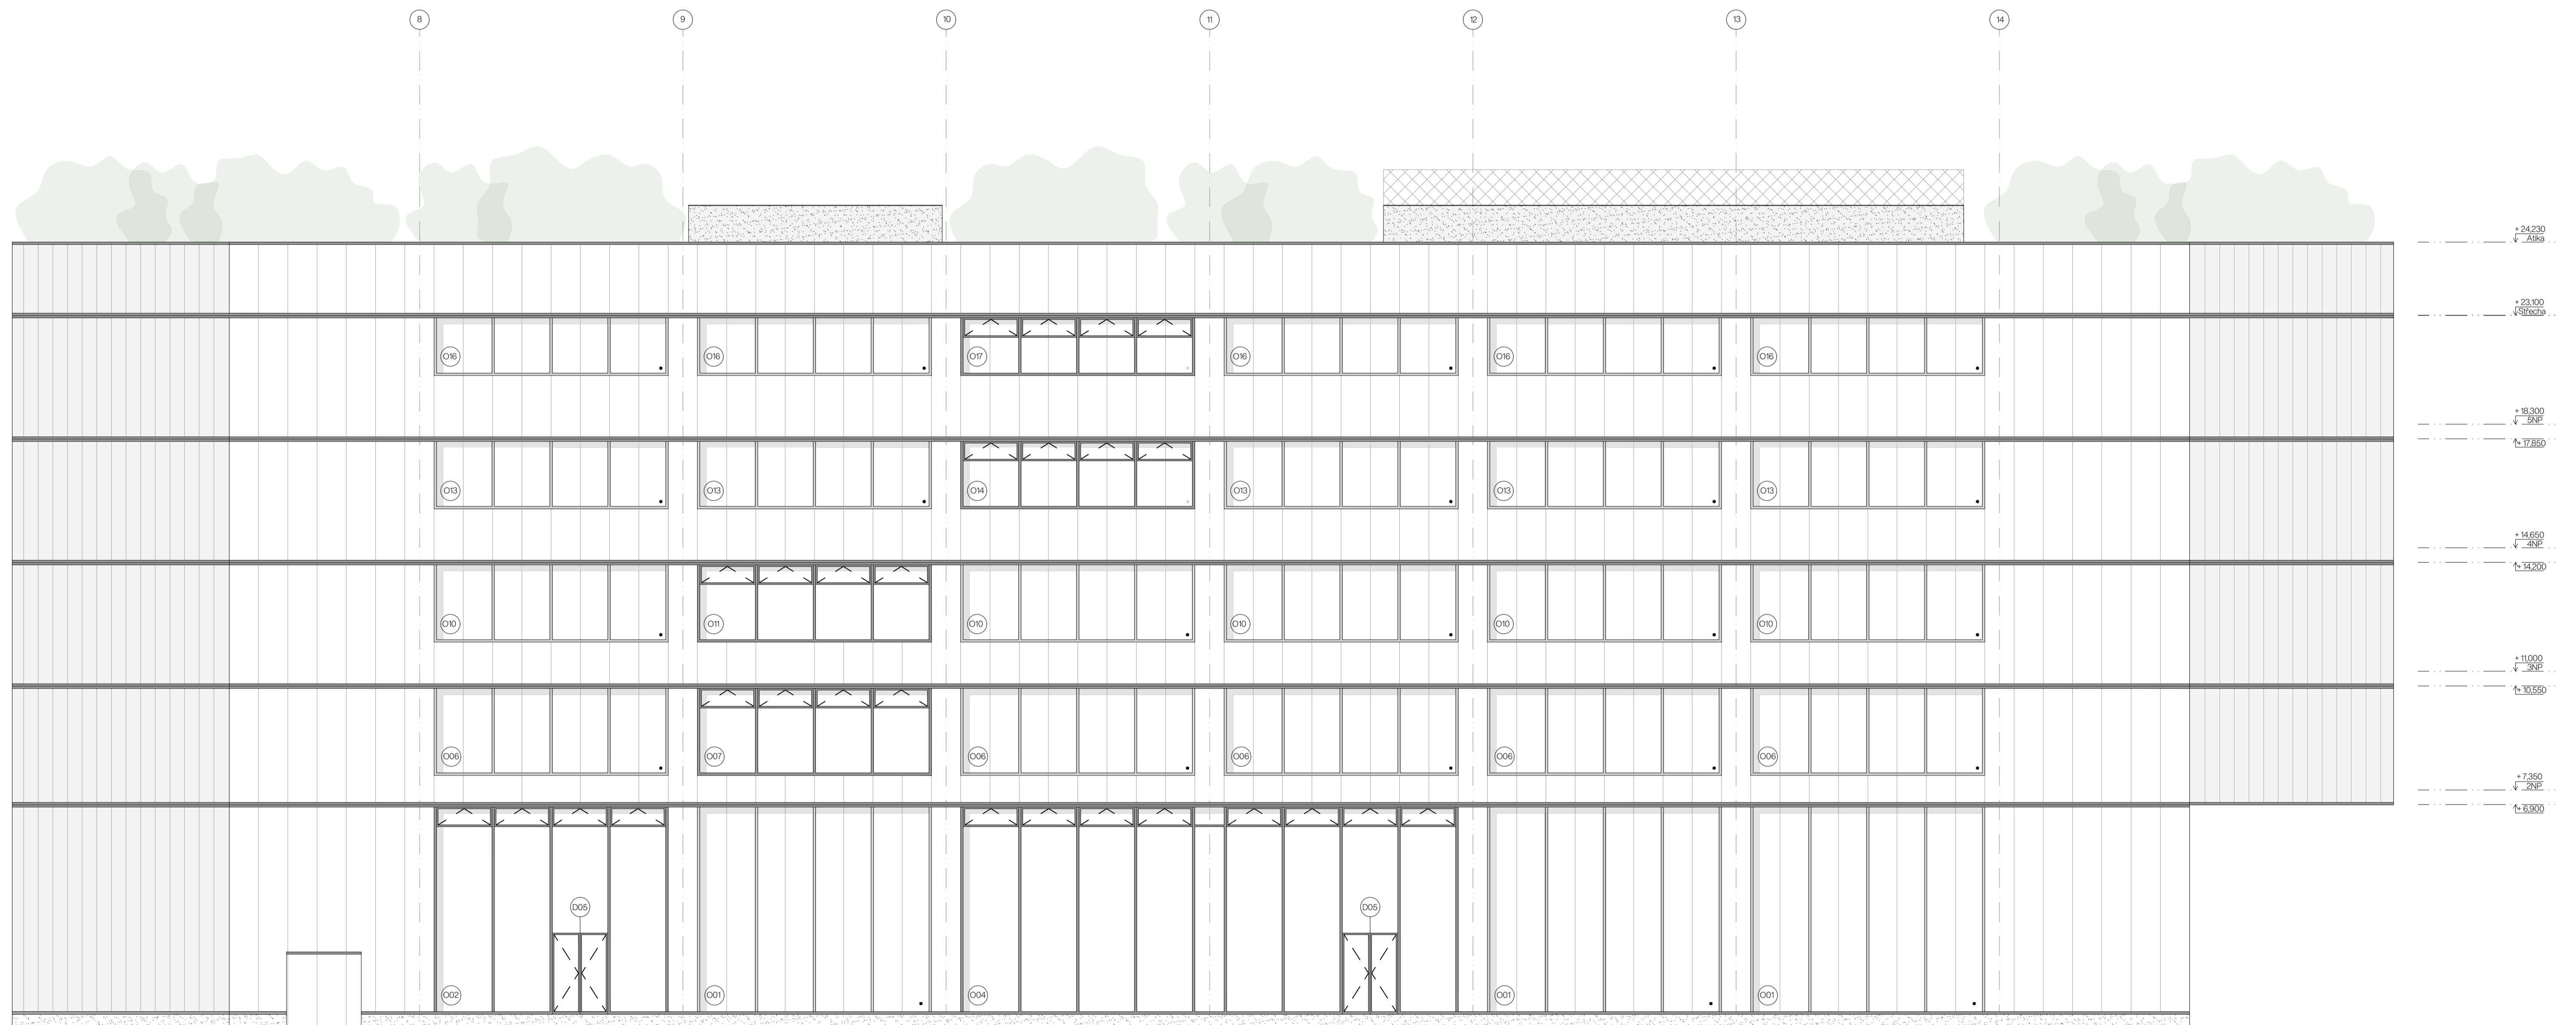 8
9
10
11
12
13
14
+ 24,230
Atika
+ 23,100
Střecha
O16
O16
O17
O16
O16
O16
+ 18,300
5NP
+ 17,850
O13
O13
O14
O13
O13
O13
+ 14,650
4NP
+ 14,200
O10
O11
O10
O10
O10
O10
+ 11,000
3NP
+ 10,550
O06
O07
O06
O06
O06
O06
+ 7,350
2NP
+ 6,900
D05
D05
O02
O01
O04
O01
O01